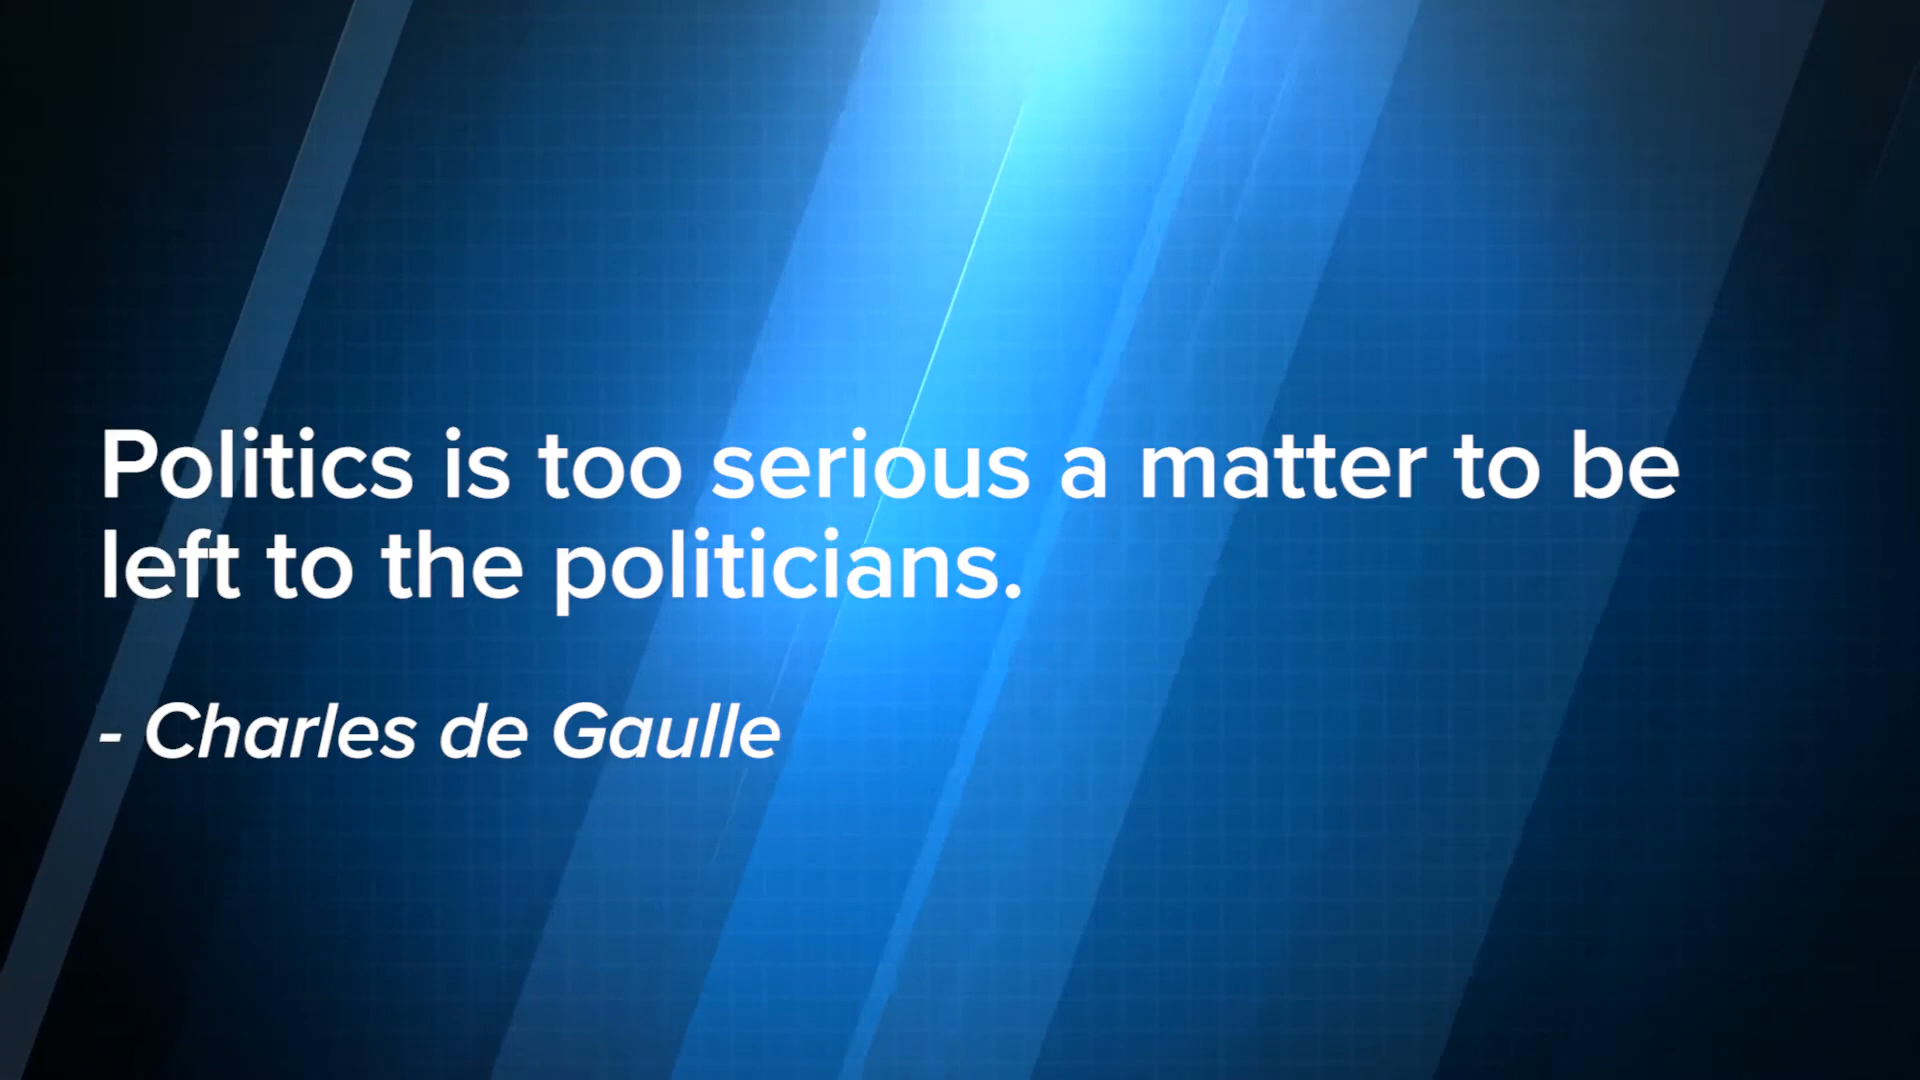 Politics is too serious a matter to be
left to the politicians.
- Charles de Gaulle